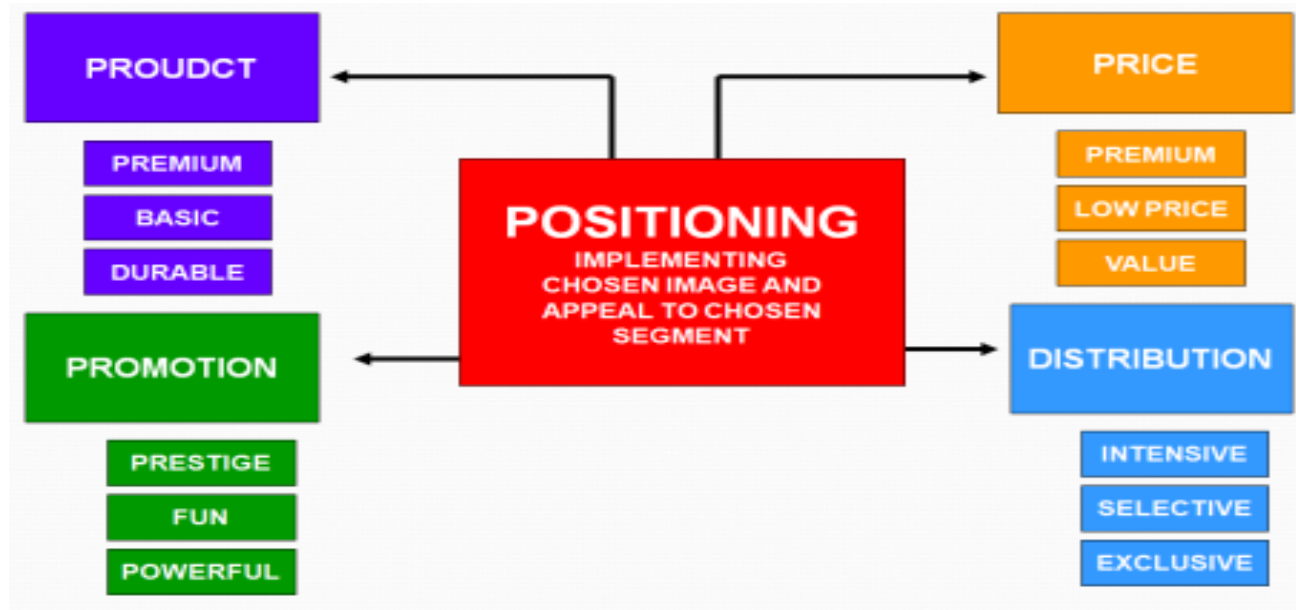 PROUDCT
PREMIUM
BASIC
DURABLE
PROMOTION
PRESTIGE
FUN
POWERFUL
POSITIONING
IMPLEMENTING
CHOSEN IMAGE AND
APPEAL TO CHOSEN
SEGMENT
PRICE
PREMIUM
LOW PRICE
VALUE
DISTRIBUTION
INTENSIVE
SELECTIVE
EXCLUSIVE